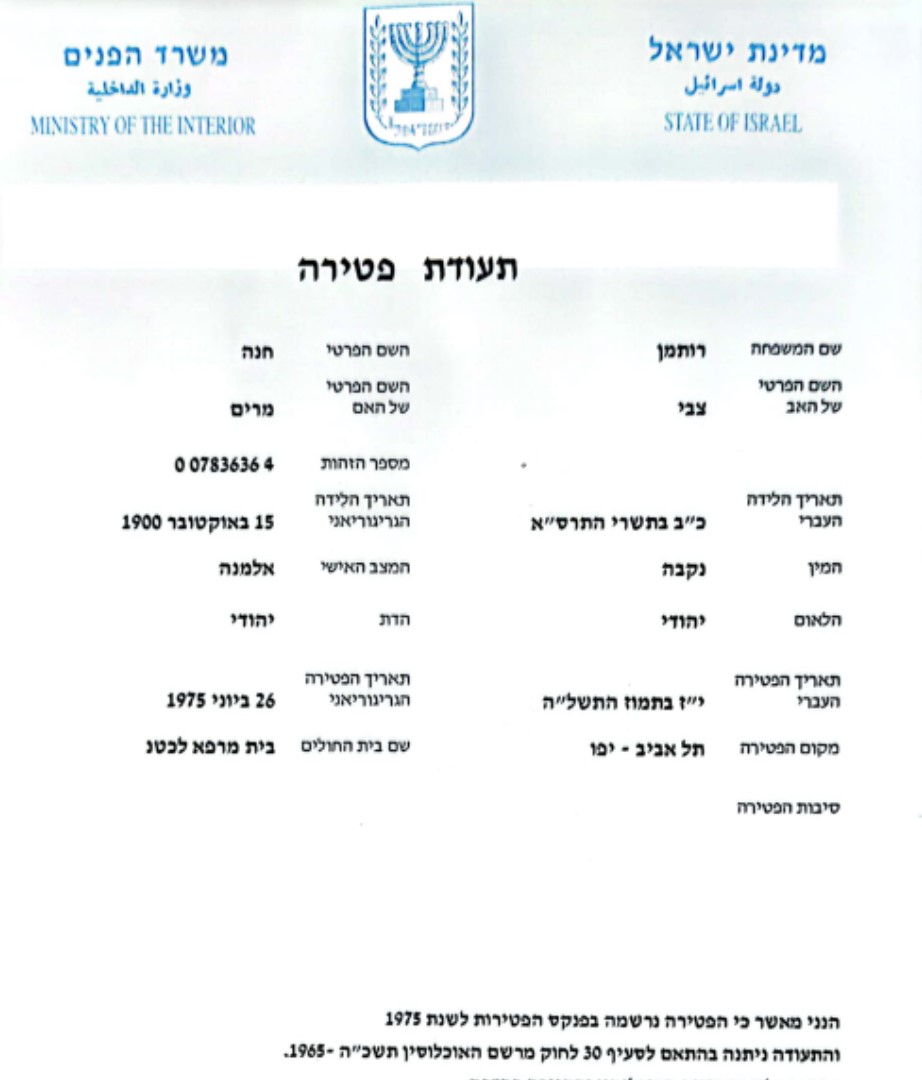 מדינת ישראל
دولة اسرائيل
STATE OF ISRAEL
משרד הפנים
وزارة الداخلية
MINISTRY OF THE INTERIOR
ישראל
תעודת פטירה
שם המשפחה רותמן השם הפרטי חנה
השם הפרטי של האב צבי השם הפרטי של האם מרים
מספר הזהות 0 0783636 4
תאריך הלידה העברי כ״ב בתשרי התרס״א תאריך הלידה הגריגוריאני 15 באוקטובר 1900
המין נקבה המצב האישי אלמנה
הלאום יהודי הדת יהודי
תאריך הפטירה העברי י״ז בתמוז התשל״ה תאריך הפטירה הגריגוריאני 26 ביוני 1975
מקום הפטירה תל אביב - יפו שם בית החולים בית מרפא לכטנ
סיבות הפטירה
הנני מאשר כי הפטירה נרשמה בפנקס הפטירות לשנת 1975
והתעודה ניתנה בהתאם לסעיף 30 לחוק מרשם האוכלוסין תשכ״ה -1965.